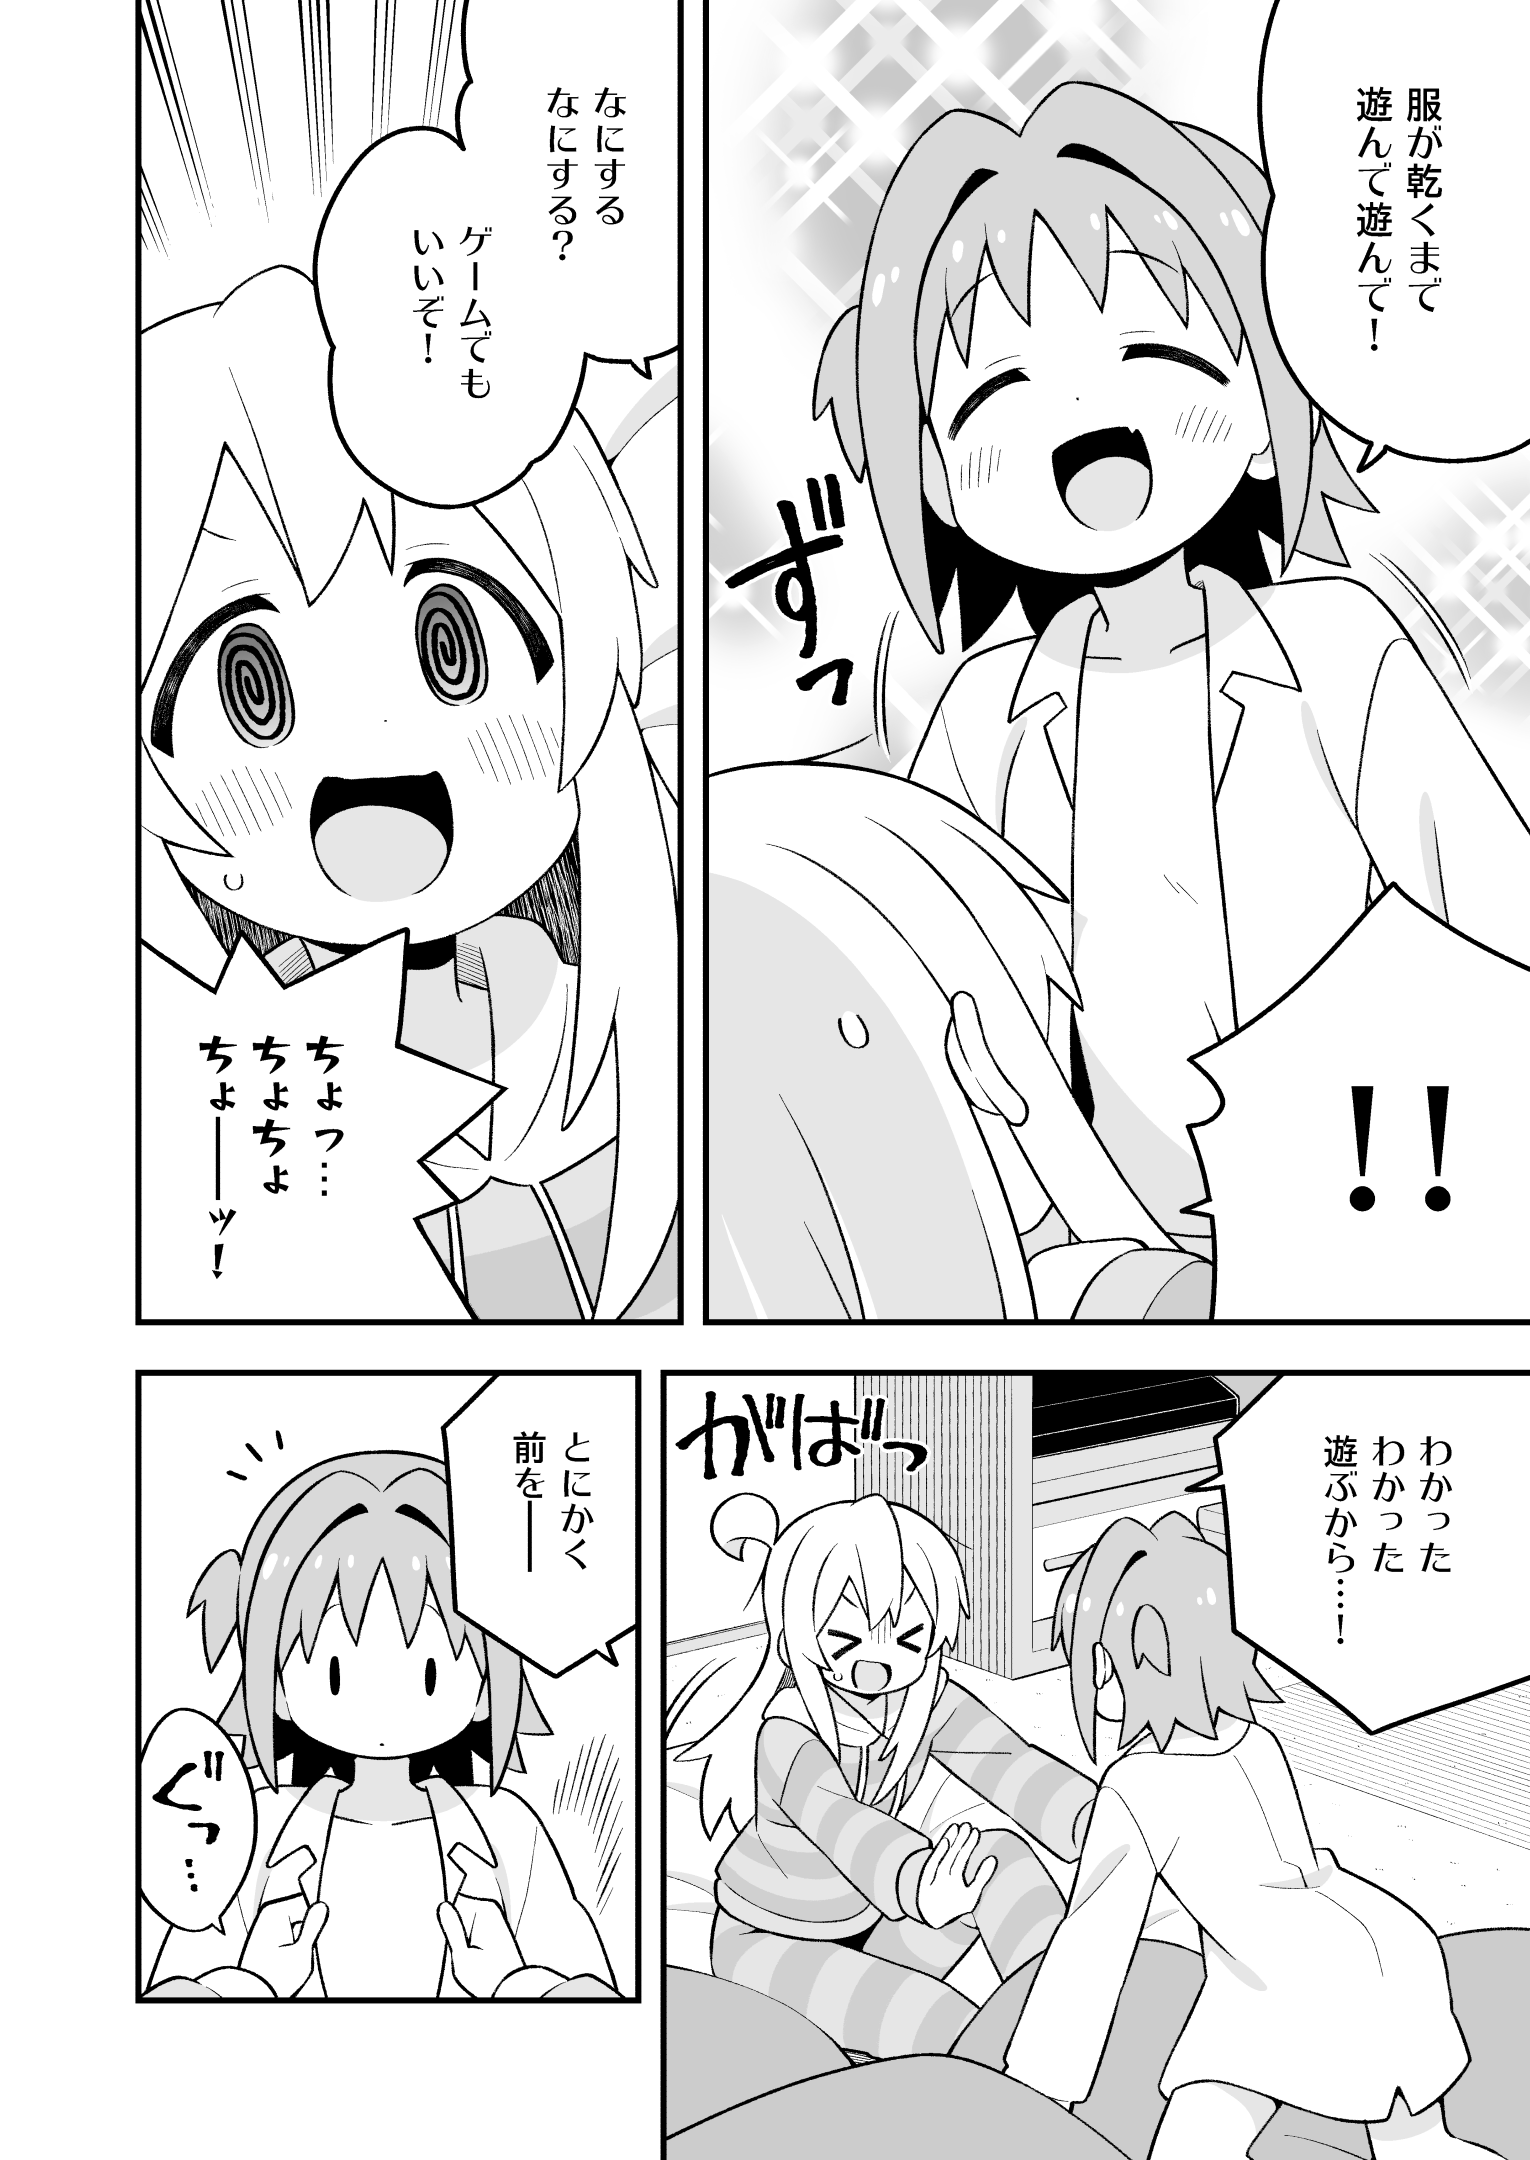 服が乾くまで
遊んで遊んで！
ずっ
！！
なにする
なにする？
ゲームでも
いいぞ！
ちょっ…
ちょちょ
ちょ――ッ！
わかった
わかった
遊ぶから……！
がばっ
とにかく
前を――
ぐっ…